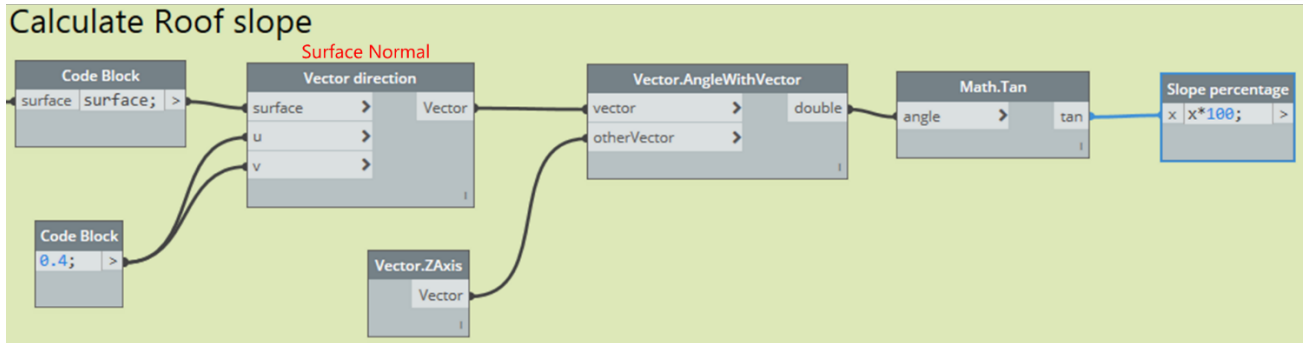 Calculate Roof slope
Surface Normal
Code Block
surface surface; >
Vector direction
surface > Vector
u >
v >
Vector.AngleWithVector
vector > double
otherVector >
Math.Tan
angle > tan
Slope percentage
x x*100; >
Code Block
0.4; >
Vector.ZAxis
Vector